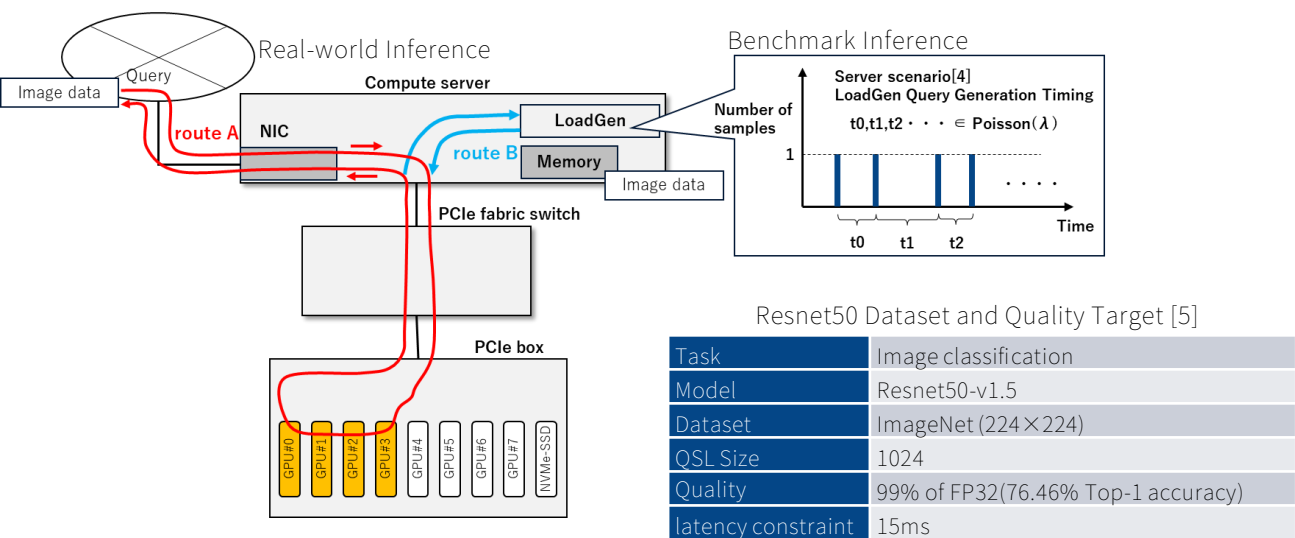 Real-world Inference
Query
Image data
route A
Compute server
NIC
LoadGen
route B
Memory
Image data
PCIe fabric switch
PCIe box
GPU#0
GPU#1
GPU#2
GPU#3
GPU#4
GPU#5
GPU#6
GPU#7
NVMe-SSD
Benchmark Inference
Server scenario[4]
LoadGen Query Generation Timing
t0,t1,t2・・・ ∈ Poisson(λ)
Number of
samples
1
・・・・
Time
t0 t1 t2
Resnet50 Dataset and Quality Target [5]
Task Image classification
Model Resnet50-v1.5
Dataset ImageNet (224×224)
QSL Size 1024
Quality 99% of FP32(76.46% Top-1 accuracy)
latency constraint 15ms